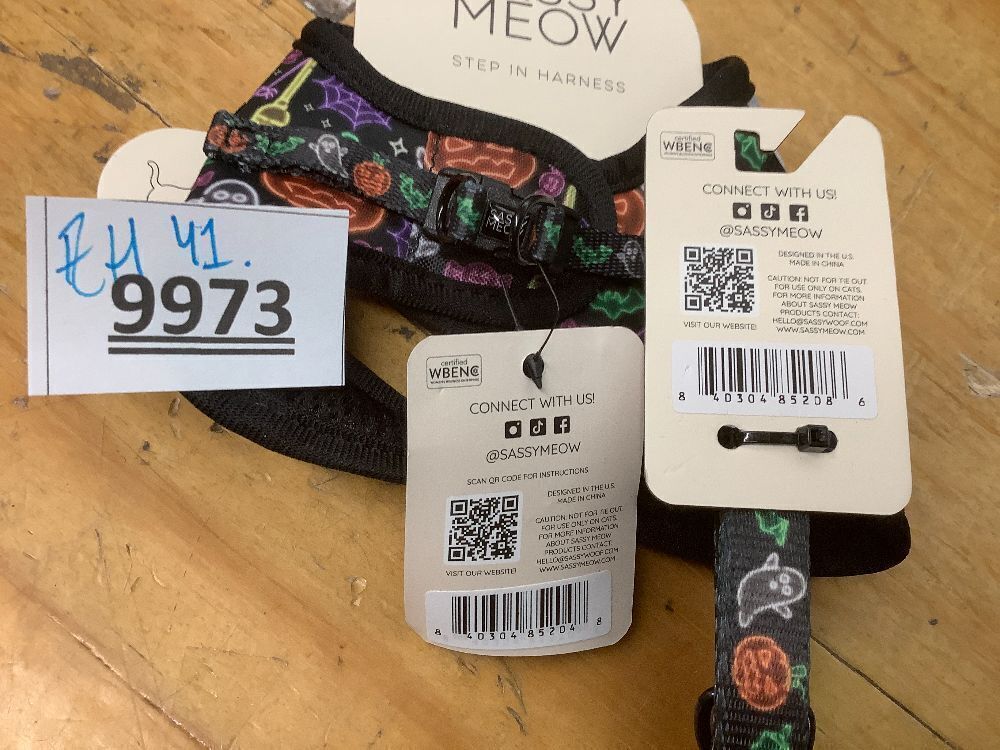 MEOW
STEP IN HARNESS
EH 41.
9973
SASSY
MEOW
certified
WBENC
CONNECT WITH US!
@SASSYMEOW
SCAN QR CODE FOR INSTRUCTIONS
DESIGNED IN THE U.S.
MADE IN CHINA
CAUTION: NOT FOR TIE OUT.
FOR USE ONLY ON CATS.
FOR MORE INFORMATION
ABOUT SASSY MEOW
PRODUCTS CONTACT:
HELLO@SASSYWOOF.COM
WWW.SASSYMEOW.COM
VISIT OUR WEBSITE!
8 40304 85204 8
certified
WBENC
CONNECT WITH US!
@SASSYMEOW
DESIGNED IN THE U.S.
MADE IN CHINA
CAUTION: NOT FOR TIE OUT.
FOR USE ONLY ON CATS.
FOR MORE INFORMATION
ABOUT SASSY MEOW
PRODUCTS CONTACT:
HELLO@SASSYWOOF.COM
WWW.SASSYMEOW.COM
VISIT OUR WEBSITE!
8 40304 85208 6